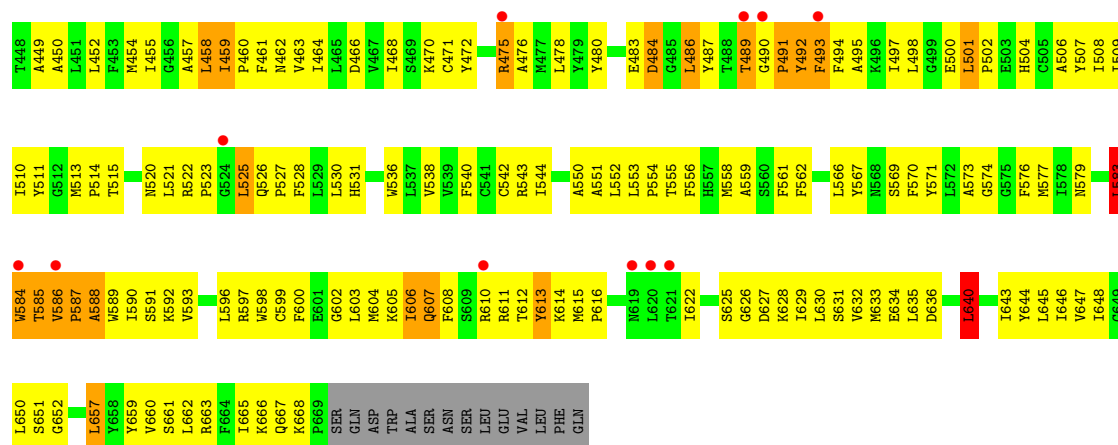 T448 A449 A450 L451 L452 F453 M454 I455 G456 A457 L458 I459 P460 F461 N462 V463 I464 L465 D466 V467 I468 S469 K470 C471 Y472 R475 A476 M477 L478 Y479 Y480 E483 D484 G485 L486 Y487 T488 T489 G490 P491 Y492 F493 F494 A495 K496 I497 L498 G499 E500 L501 P502 E503 H504 C505 A506 Y507 I508 I509
I510 Y511 G512 M513 P514 T515 N520 L521 R522 P523 G524 L525 Q526 P527 F528 L529 L530 H531 W536 L537 V538 V539 F540 C541 C542 R543 I544 A550 A551 L552 L553 P554 T555 F556 H557 M558 A559 S560 F561 F562 L566 Y567 N568 S569 F570 Y571 L572 A573 G574 G575 F576 M577 I578 N579 L583
W584 T585 V586 P587 A588 W589 I590 S591 K592 V593 L596 R597 W598 C599 F600 E601 G602 L603 M604 K605 I606 Q607 F608 S609 R610 R611 T612 Y613 K614 M615 P616 N619 L620 T621 I622 S625 G626 D627 K628 I629 L630 S631 V632 M633 E634 L635 D636 L640 I643 Y644 L645 I646 V647 I648 G649
L650 S651 G652 L657 Y658 Y659 V660 S661 L662 R663 F664 I665 K666 Q667 K668 P669 SER GLN ASP TRP ALA SER ASN SER LEU GLU VAL LEU PHE GLN